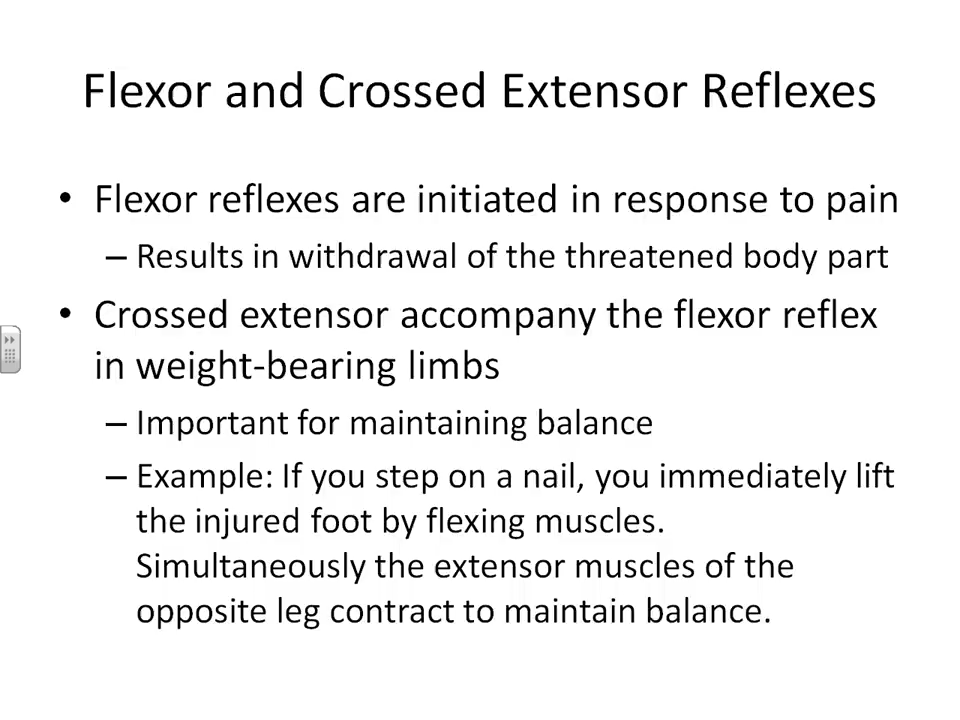 Flexor and Crossed Extensor Reflexes
• Flexor reflexes are initiated in response to pain
– Results in withdrawal of the threatened body part
• Crossed extensor accompany the flexor reflex
in weight-bearing limbs
– Important for maintaining balance
– Example: If you step on a nail, you immediately lift
the injured foot by flexing muscles.
Simultaneously the extensor muscles of the
opposite leg contract to maintain balance.